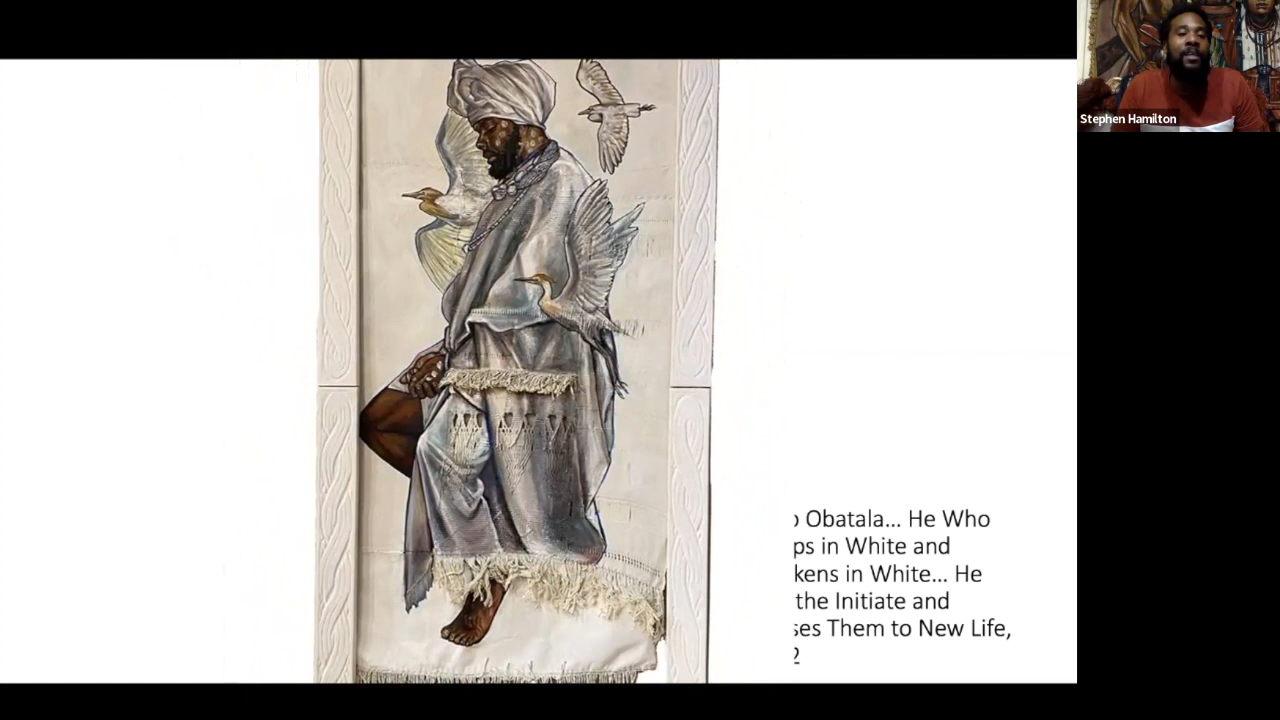 Stephen Hamilton
Obatala… He Who
ps in White and
kens in White… He
the Initiate and
ses Them to New Life,
2